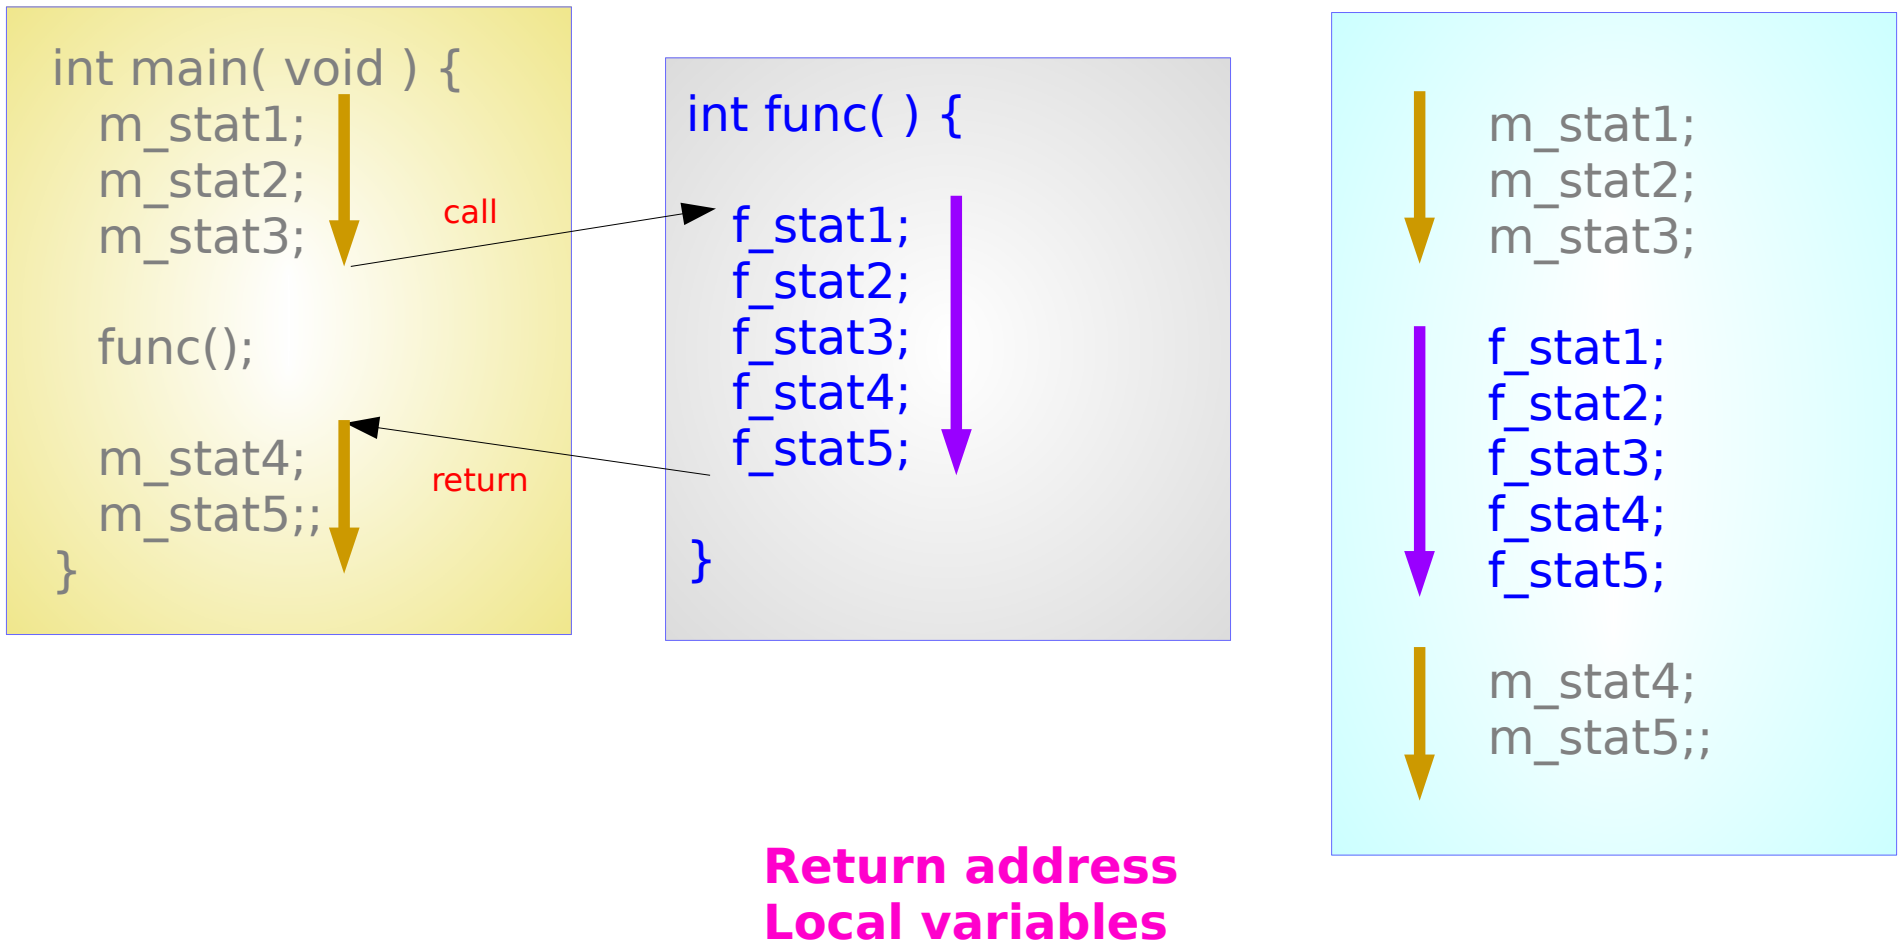 int main( void ) {
m_stat1;
m_stat2;
m_stat3;
func();
m_stat4;
m_stat5;;
}
call
return
int func( ) {
f_stat1;
f_stat2;
f_stat3;
f_stat4;
f_stat5;
}
m_stat1;
m_stat2;
m_stat3;
f_stat1;
f_stat2;
f_stat3;
f_stat4;
f_stat5;
m_stat4;
m_stat5;;
Return address
Local variables